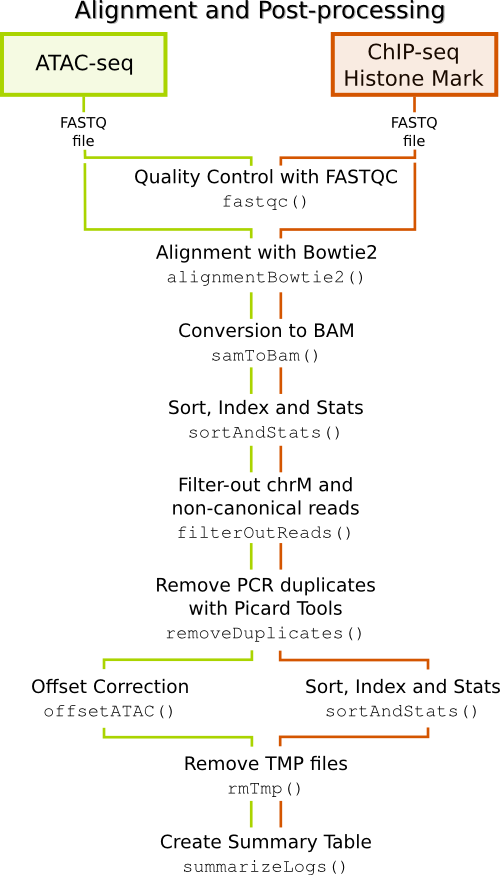 Alignment and Post-processing
ATAC-seq
ChIP-seq
Histone Mark
FASTQ
file
FASTQ
file
Quality Control with FASTQC
fastqc()
Alignment with Bowtie2
alignmentBowtie2()
Conversion to BAM
samToBam()
Sort, Index and Stats
sortAndStats()
Filter-out chrM and
non-canonical reads
filterOutReads()
Remove PCR duplicates
with Picard Tools
removeDuplicates()
Offset Correction
offsetATAC()
Sort, Index and Stats
sortAndStats()
Remove TMP files
rmTmp()
Create Summary Table
summarizeLogs()